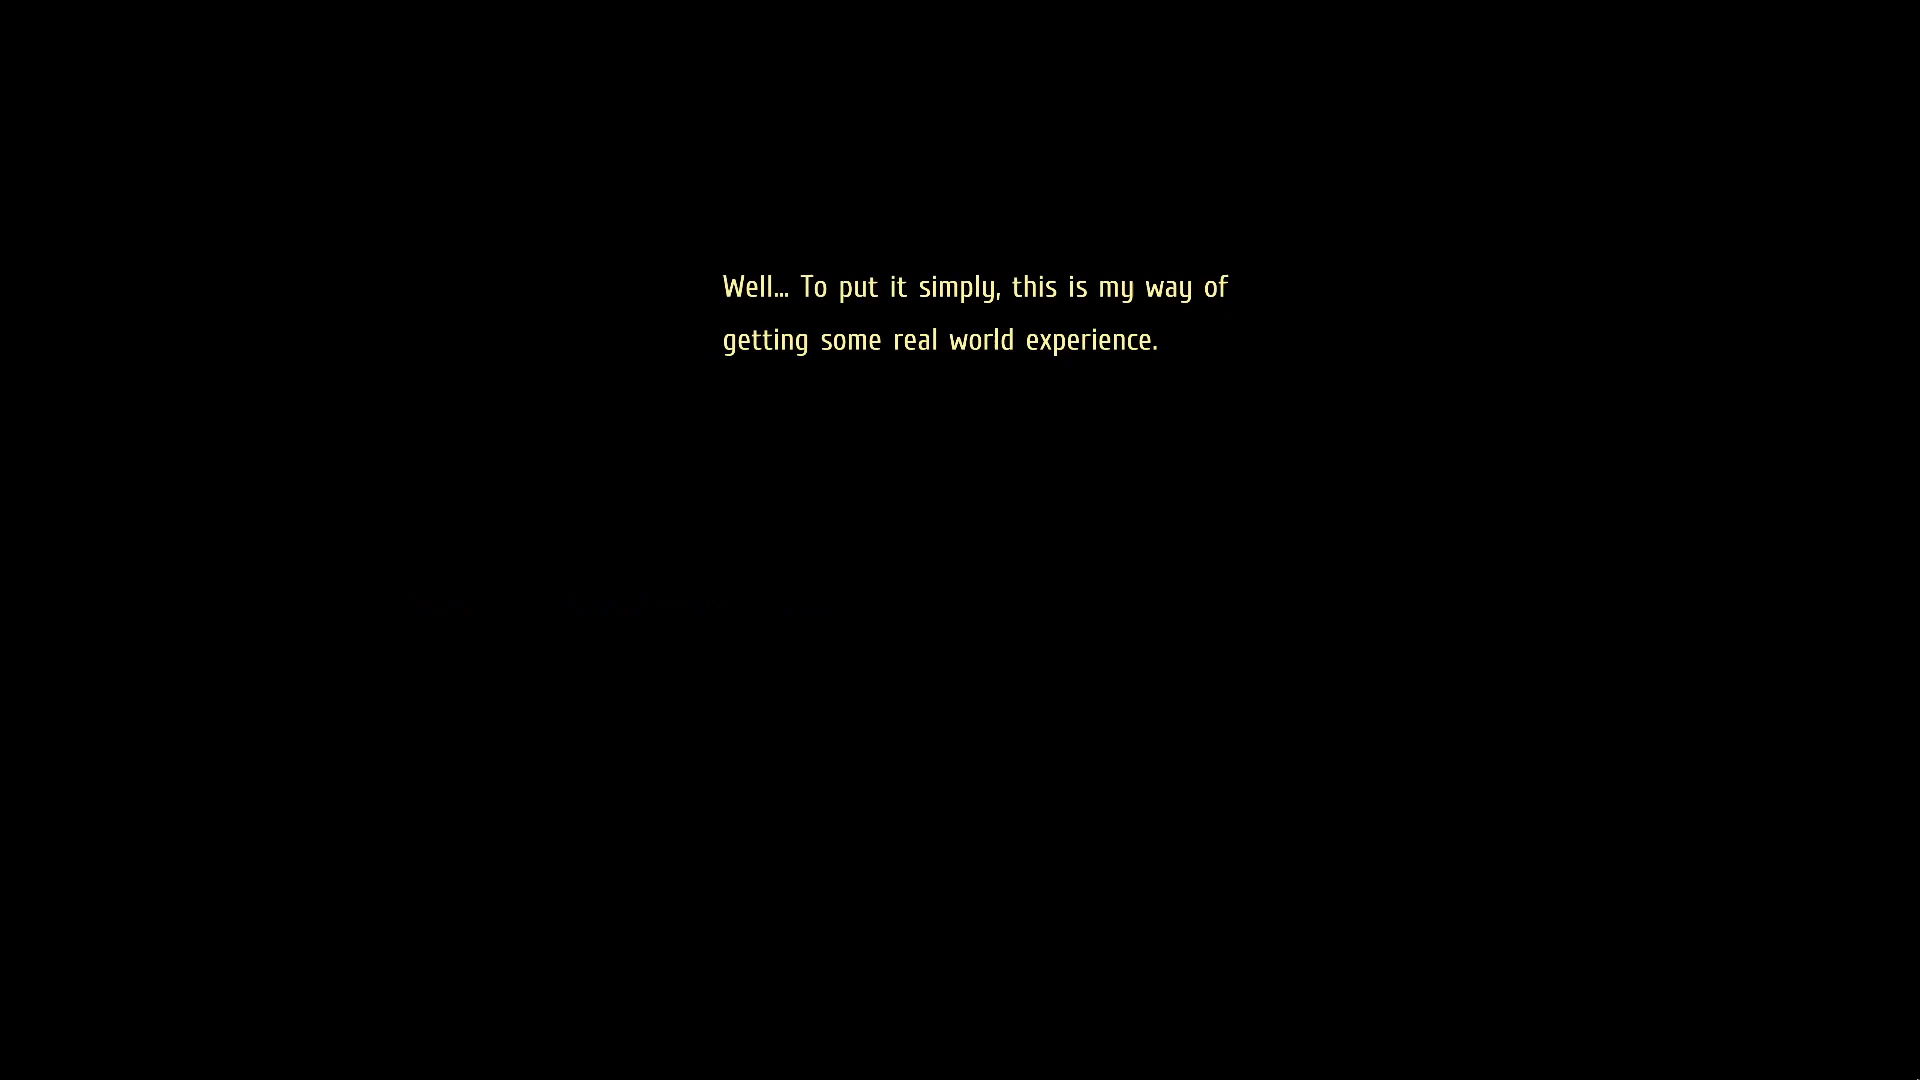 Well... To put it simply, this is my way of
getting some real world experience.